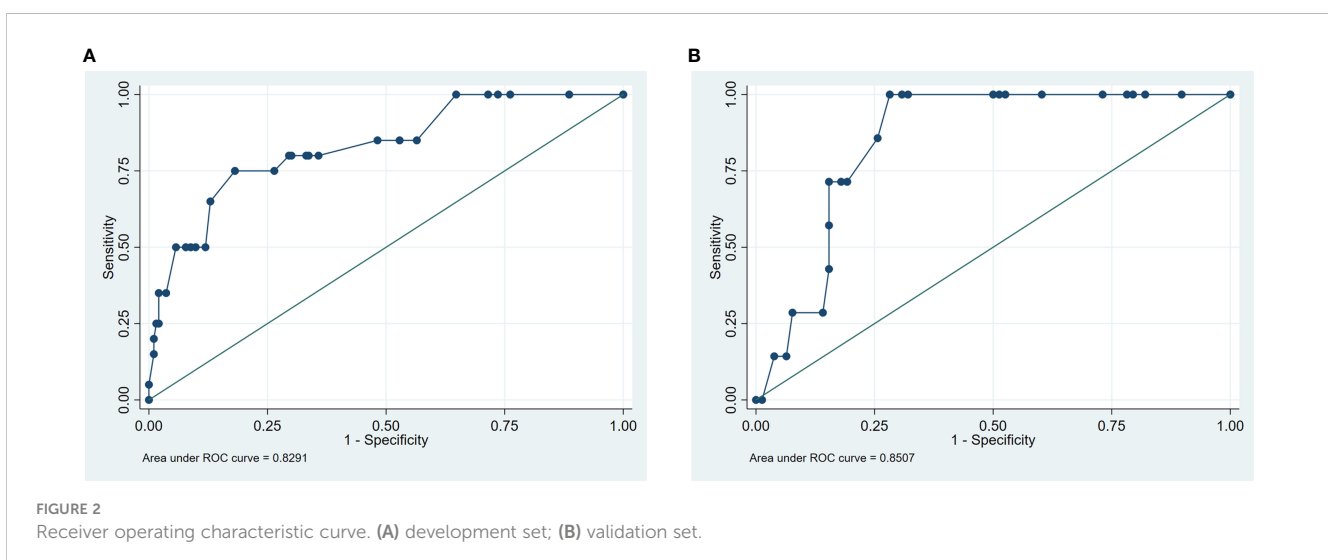 A
1.00
0.75
0.50
0.25
0.00
Sensitivity
0.00 0.25 0.50 0.75 1.00
1 - Specificity
Area under ROC curve = 0.8291
B
1.00
0.75
0.50
0.25
0.00
Sensitivity
0.00 0.25 0.50 0.75 1.00
1 - Specificity
Area under ROC curve = 0.8507
FIGURE 2
Receiver operating characteristic curve. (A) development set; (B) validation set.